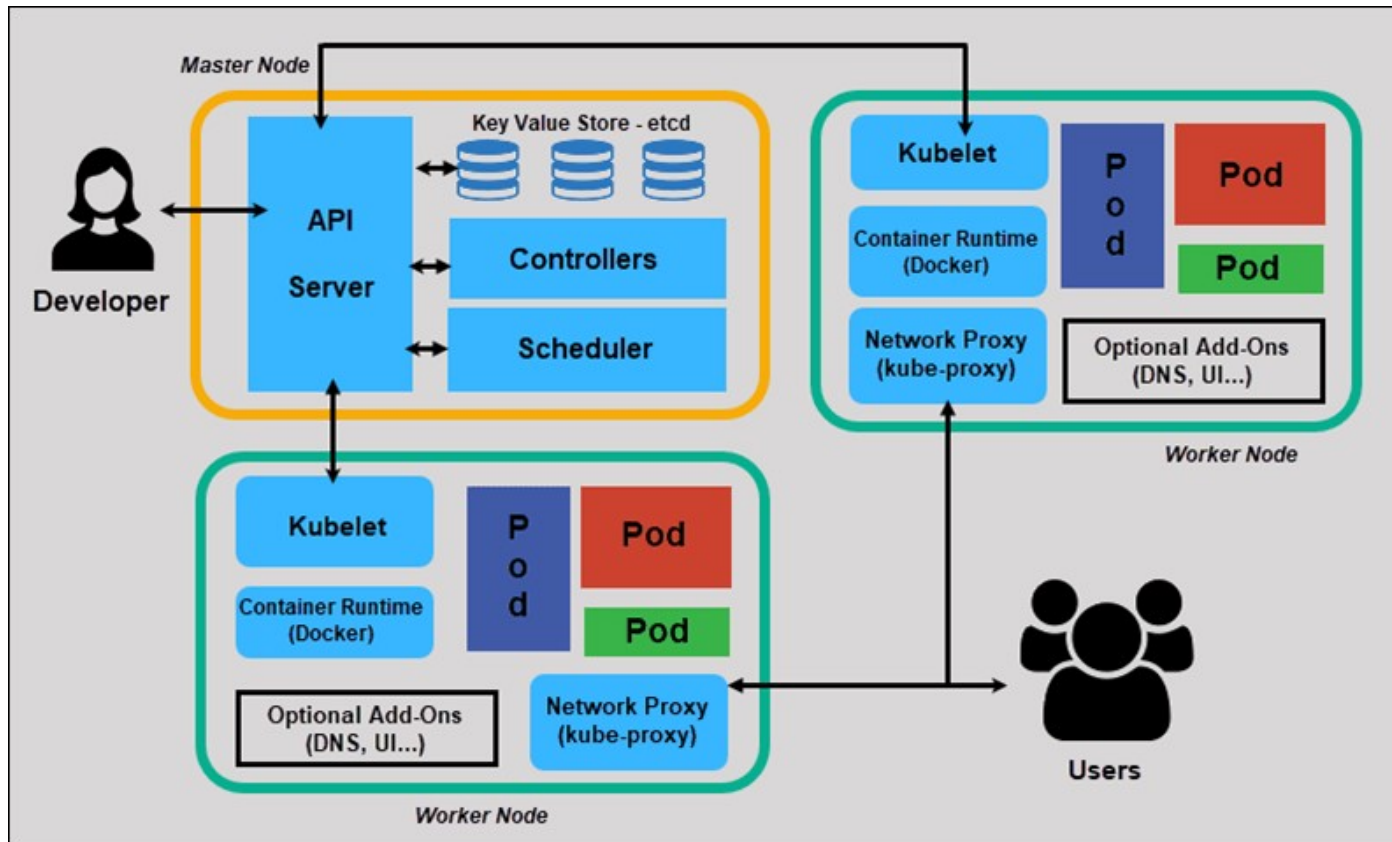 Master Node
Key Value Store - etcd
API
Server
Controllers
Scheduler
Developer
Kubelet
Container Runtime
(Docker)
Network Proxy
(kube-proxy)
P
o
d
Pod
Pod
Optional Add-Ons
(DNS, UI...)
Worker Node
Kubelet
Container Runtime
(Docker)
P
o
d
Pod
Pod
Optional Add-Ons
(DNS, UI...)
Network Proxy
(kube-proxy)
Worker Node
Users